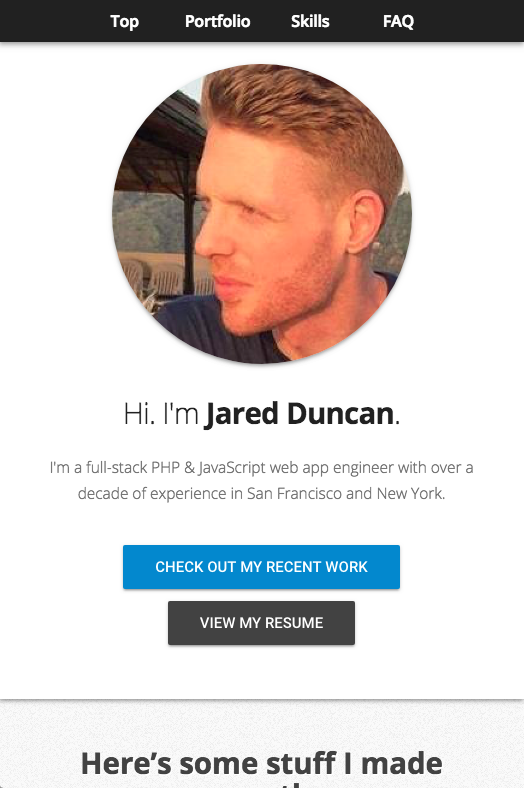 Top Portfolio Skills FAQ
Hi. I'm Jared Duncan.
I'm a full-stack PHP & JavaScript web app engineer with over a
decade of experience in San Francisco and New York.
CHECK OUT MY RECENT WORK
VIEW MY RESUME
Here’s some stuff I made